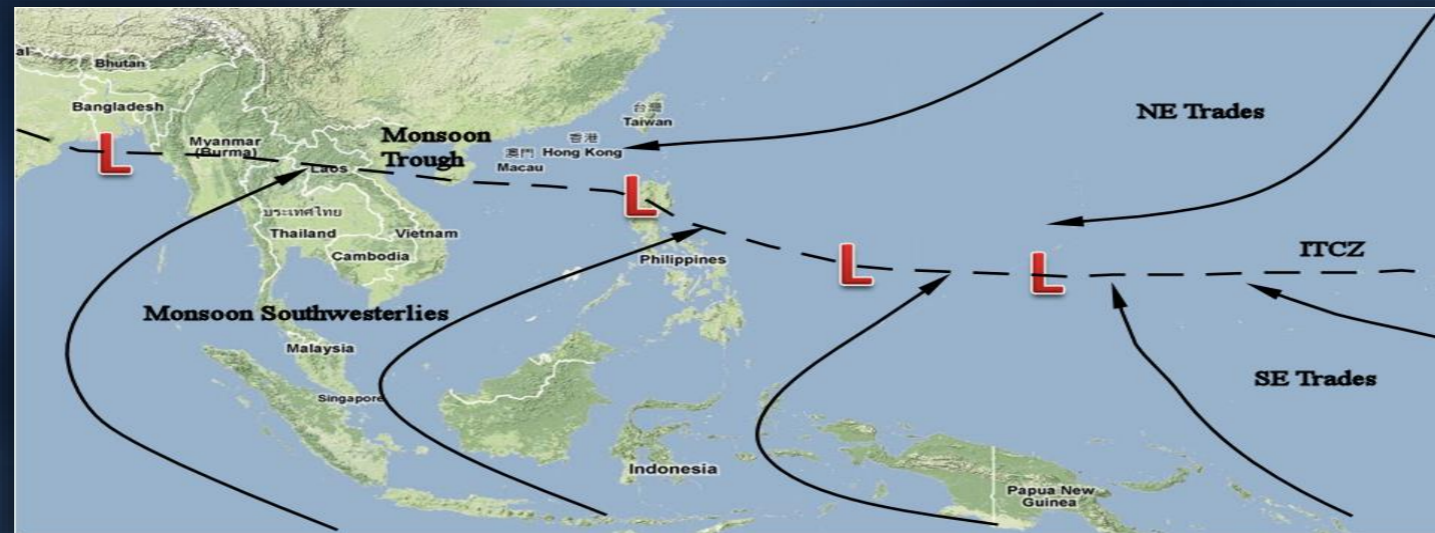 al
Bhutan
Bangladesh
Myanmar
(Burma)
Laos
Monsoon
Trough
台灣
Taiwan
香港
Hong Kong
澳門
Macau
NE Trades
L
L
L
L
ประเทศไทย
Thailand
Vietnam
Cambodia
Philippines
ITCZ
Monsoon Southwesterlies
Malaysia
Singapore
SE Trades
Indonesia
Papua New
Guinea